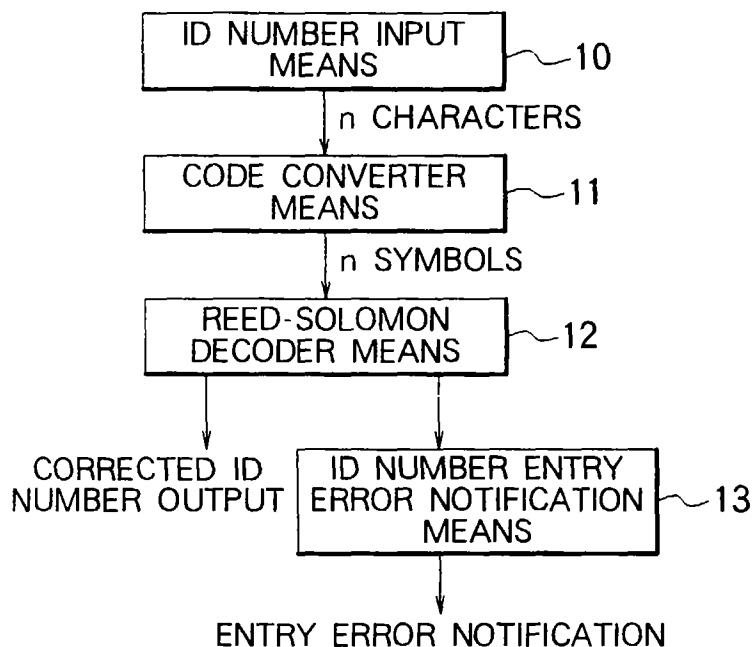 ID NUMBER INPUT
MEANS
10
n CHARACTERS
CODE CONVERTER
MEANS
11
n SYMBOLS
REED-SOLOMON
DECODER MEANS
12
CORRECTED ID
NUMBER OUTPUT
ID NUMBER ENTRY
ERROR NOTIFICATION
MEANS
13
ENTRY ERROR NOTIFICATION